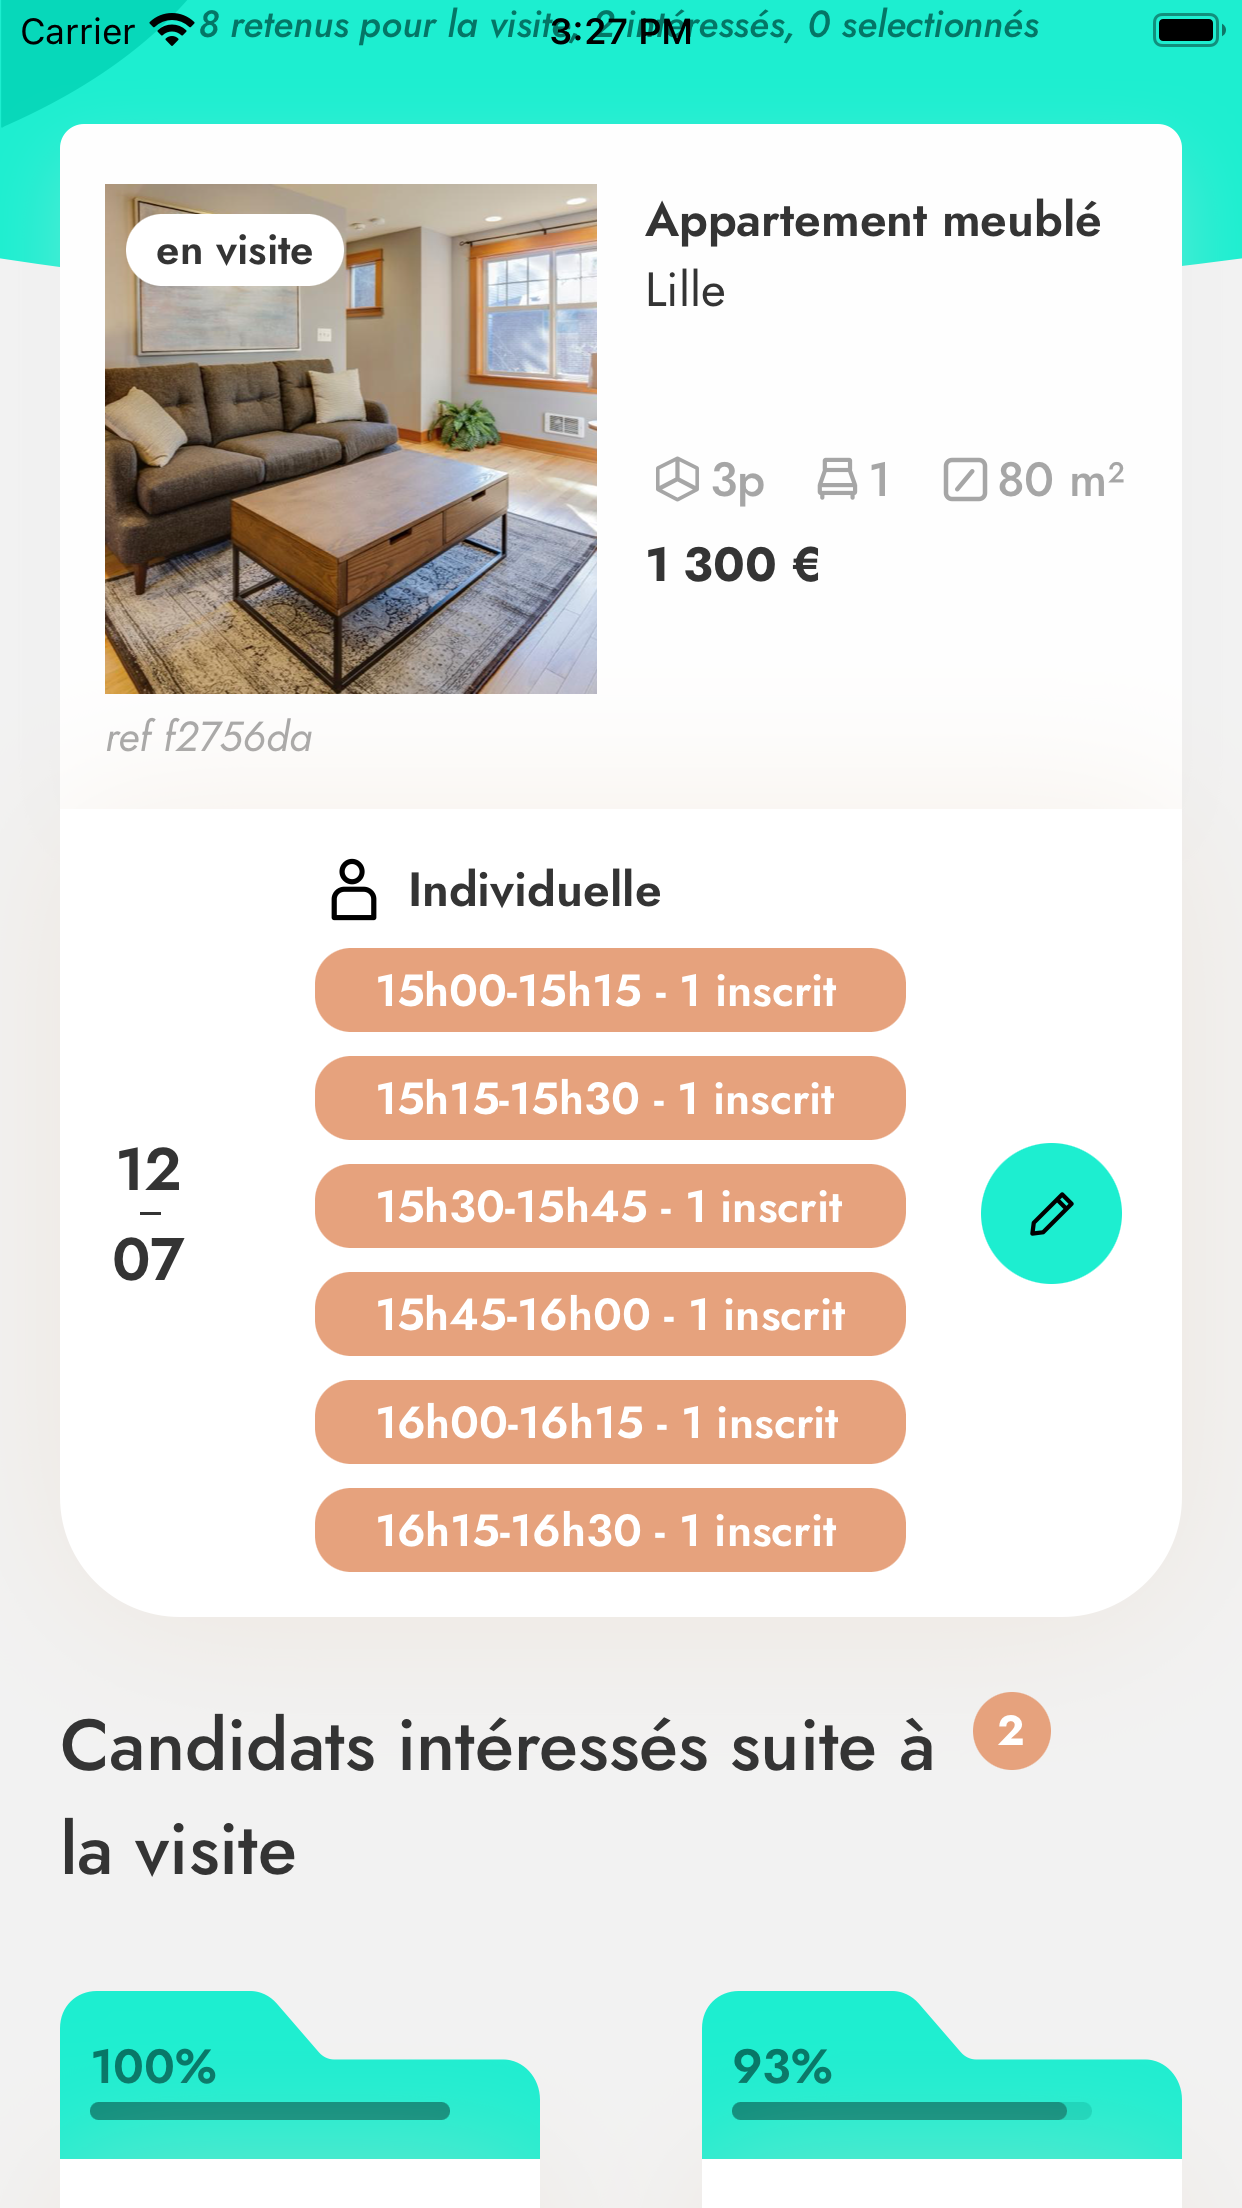 Carrier 3:27 PM
8 retenus pour la visite, 2 intéressés, 0 selectionnés
en visite
Appartement meublé
Lille
3p 1 80 m²
1 300 €
ref f2756da
Individuelle
15h00-15h15 - 1 inscrit
15h15-15h30 - 1 inscrit
15h30-15h45 - 1 inscrit
15h45-16h00 - 1 inscrit
16h00-16h15 - 1 inscrit
16h15-16h30 - 1 inscrit
12
07
Candidats intéressés suite à 2
la visite
100% 93%